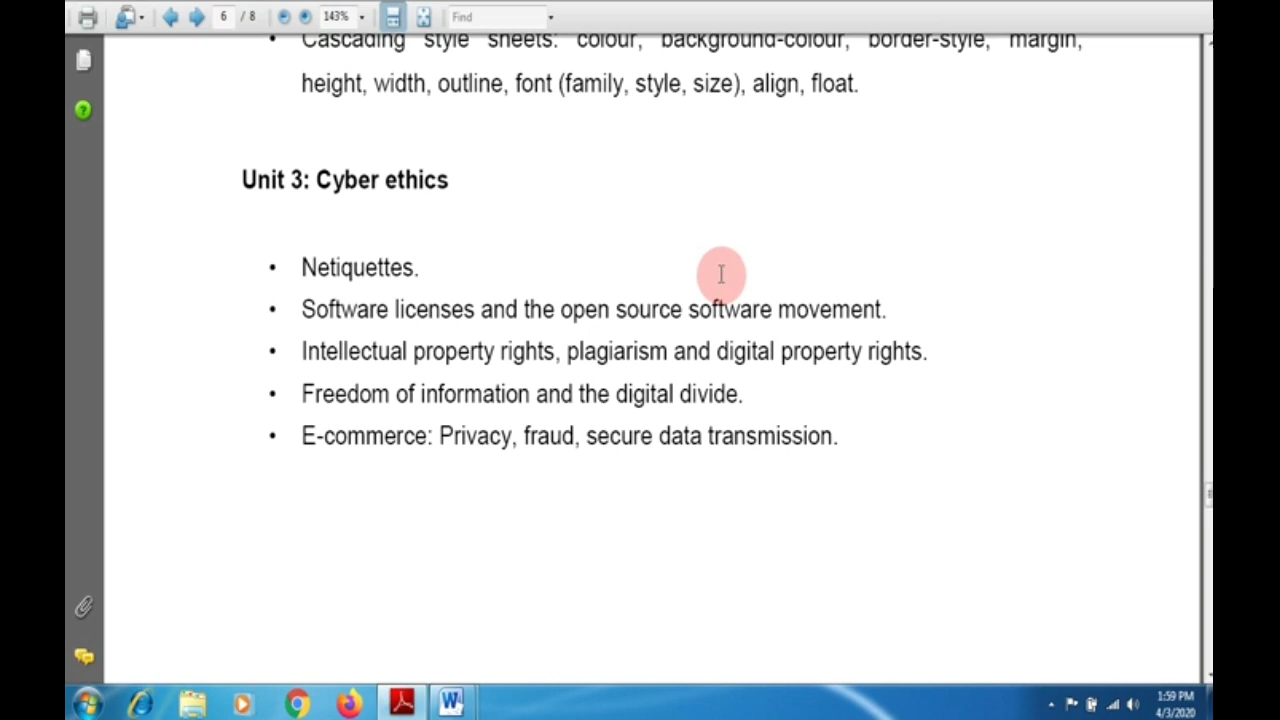 6 / 8 143% Find
• Cascading style sheets: colour, background-colour, border-style, margin,
height, width, outline, font (family, style, size), align, float.
Unit 3: Cyber ethics
• Netiquettes.
• Software licenses and the open source software movement.
• Intellectual property rights, plagiarism and digital property rights.
• Freedom of information and the digital divide.
• E-commerce: Privacy, fraud, secure data transmission.
1:59 PM
4/3/2020